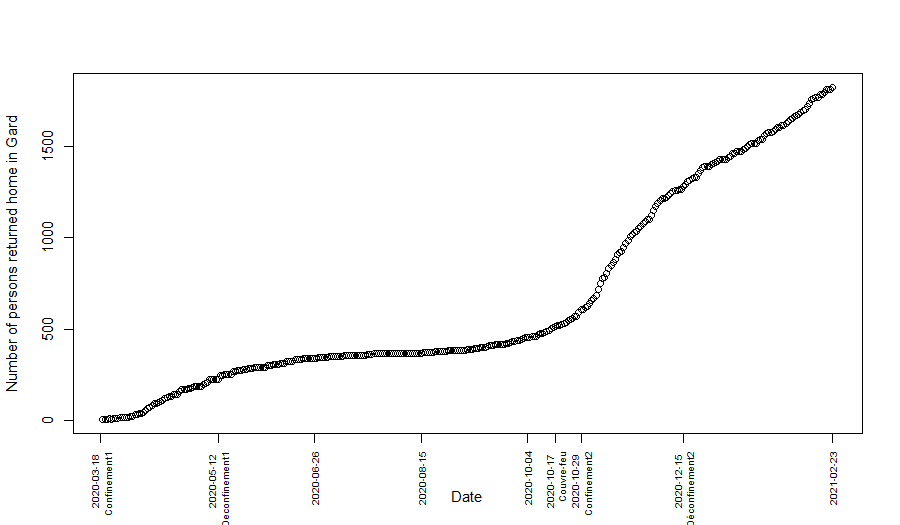 Number of persons returned home in Gard
1500
1000
500
0
2020-03-18
Confinement1
2020-05-12
Déconfinement1
2020-06-26
2020-08-15
2020-10-04
2020-10-17
Couvre-feu
2020-10-29
Confinement2
2020-12-15
Déconfinement2
2021-02-23
Date